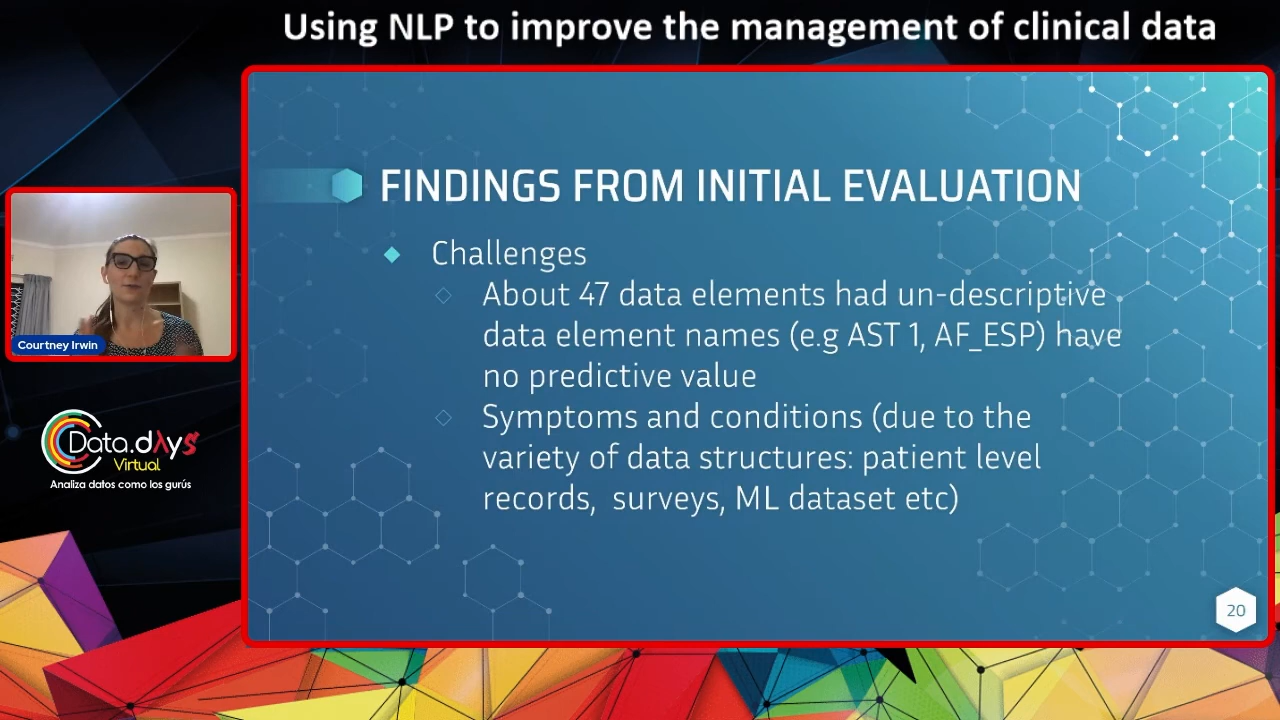 Using NLP to improve the management of clinical data
FINDINGS FROM INITIAL EVALUATION
Challenges
About 47 data elements had un-descriptive
data element names (e.g AST 1, AF_ESP) have
no predictive value
Symptoms and conditions (due to the
variety of data structures: patient level
records, surveys, ML dataset etc)
20
Courtney Irwin
Data.dAys
Virtual
Analiza datos como los gurús